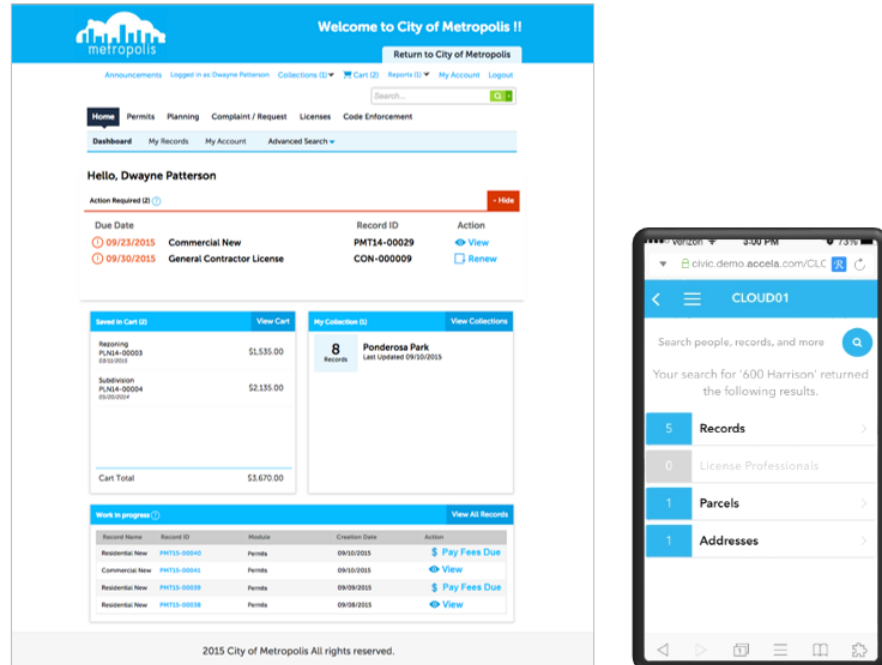 Welcome to City of Metropolis !!
metropolis
Return to City of Metropolis
Announcements Logged in as:Dwayne Patterson Collections (1) Cart (2) Reports (1) My Account Logout
Search...
Home Permits Planning Complaint / Request Licenses Code Enforcement
Dashboard My Records My Account Advanced Search
Hello, Dwayne Patterson
Action Required (2) - Hide
Due Date Record ID Action
09/23/2015 Commercial New PMT14-00029 View
09/30/2015 General Contractor License CON-000009 Renew
Saved in Cart (2) View Cart
Rezoning
PLN14-00003 $1,535.00
Subdivision
PLN14-00004 $2,135.00
05/20/2014
Cart Total $3,670.00
My Collection (1) View Collections
8 Ponderosa Park
Records Last Updated 09/10/2015
Work in progress View All Records
Record Name Record ID Module Creation Date Action
Residential New PMT15-00040 Permits 09/10/2015 $ Pay Fees Due
Commercial New PMT15-00041 Permits 09/10/2015 View
Residential New PMT15-00039 Permits 09/09/2015 $ Pay Fees Due
Residential New PMT15-00038 Permits 09/08/2015 View
2015 City of Metropolis All rights reserved.
Verizon 3:00 PM 73%
civic.demo.accela.com/CLC
CLOUD01
Search people, records, and more
Your search for '600 Harrison' returned
the following results.
5 Records
0 License Professionals
1 Parcels
1 Addresses